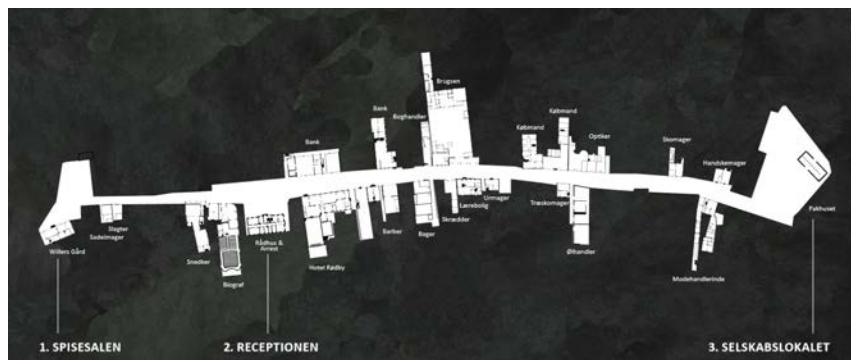 Brugsen
Bank
Boghandler
Bank
Købmand
Købmand
Optiker
Skomager
Handskemager
Pakhuset
Willers Gård
Slagter
Sadelmager
Snedker
Biograf
Rådhus &
Arrest
Hotel Rødby
Barber
Bager
Skrædder
Lærebolig
Urmager
Træskomager
Ølhandler
Modehandlerinde
1. SPISESALEN
2. RECEPTIONEN
3. SELSKABSLOKALET